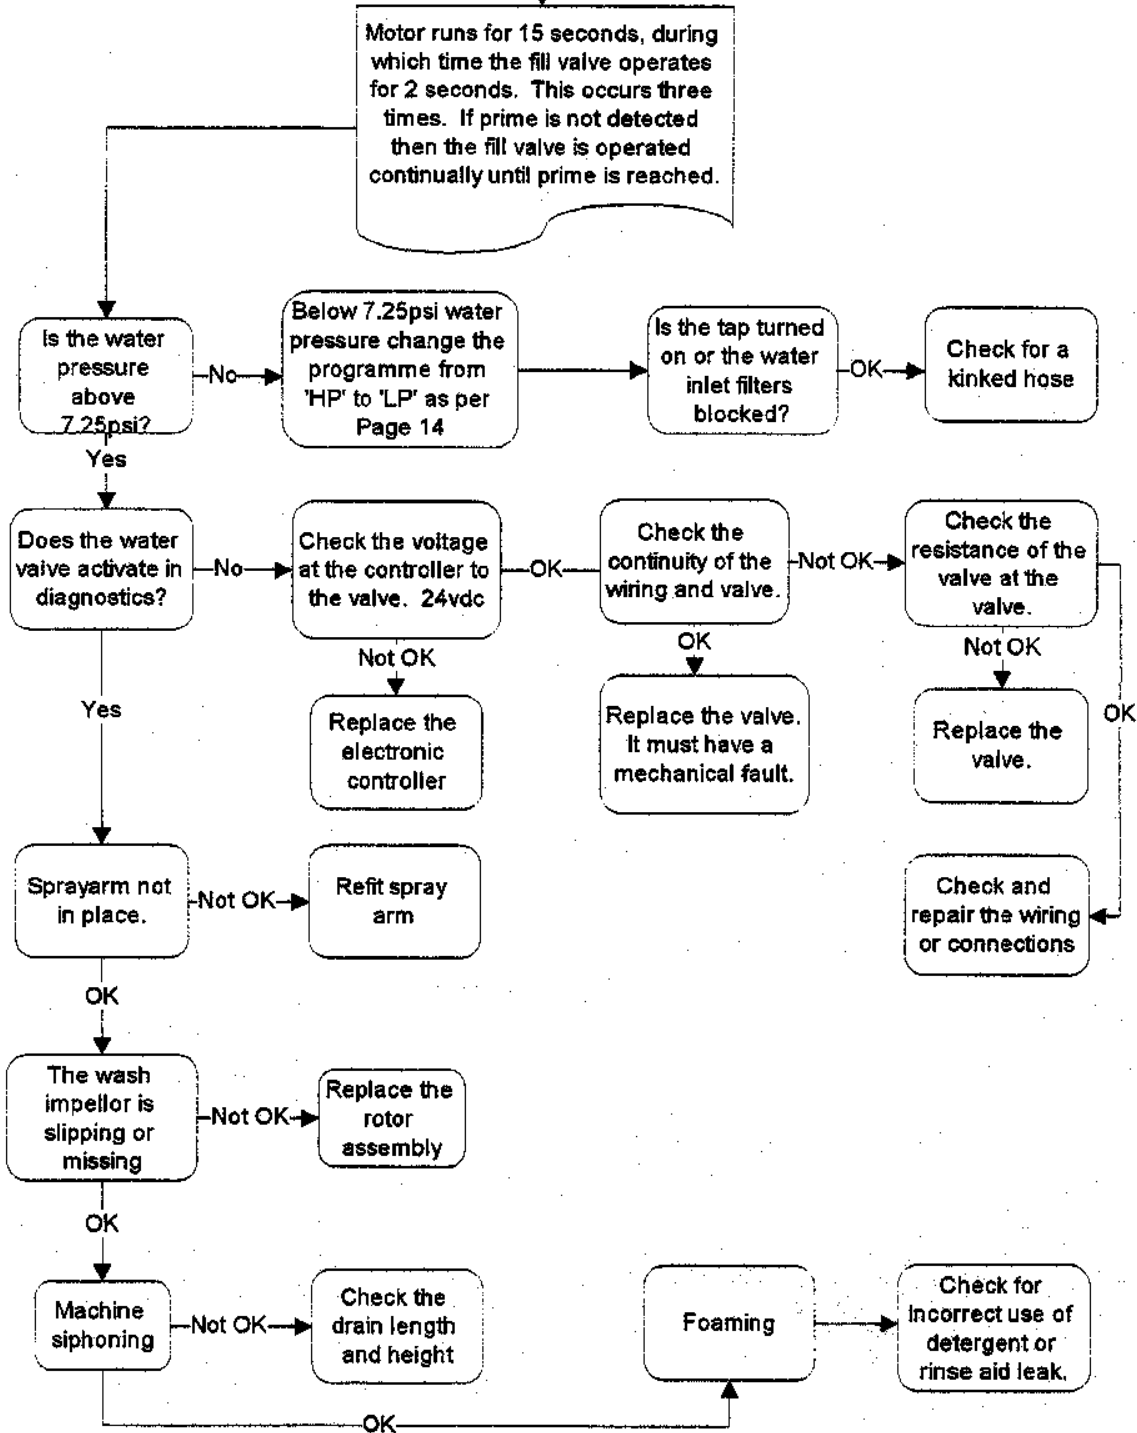 Motor runs for 15 seconds, during
which time the fill valve operates
for 2 seconds. This occurs three
times. If prime is not detected
then the fill valve is operated
continually until prime is reached.
Is the water
pressure
above
7.25psi?
No
Below 7.25psi water
pressure change the
programme from
'HP' to 'LP' as per
Page 14
Is the tap turned
on or the water
inlet filters
blocked?
OK
Check for a
kinked hose
Yes
Does the water
valve activate in
diagnostics?
No
Check the voltage
at the controller to
the valve. 24vdc
OK
Check the
continuity of the
wiring and valve.
Not OK
Check the
resistance of the
valve at the
valve.
Not OK
Replace the
electronic
controller
OK
Replace the valve.
It must have a
mechanical fault.
Not OK
Replace the
valve.
OK
Check and
repair the wiring
or connections
Yes
Sprayarm not
in place.
Not OK
Refit spray
arm
OK
The wash
impellor is
slipping or
missing
Not OK
Replace the
rotor
assembly
OK
Machine
siphoning
Not OK
Check the
drain length
and height
OK
Foaming
Check for
incorrect use of
detergent or
rinse aid leak.